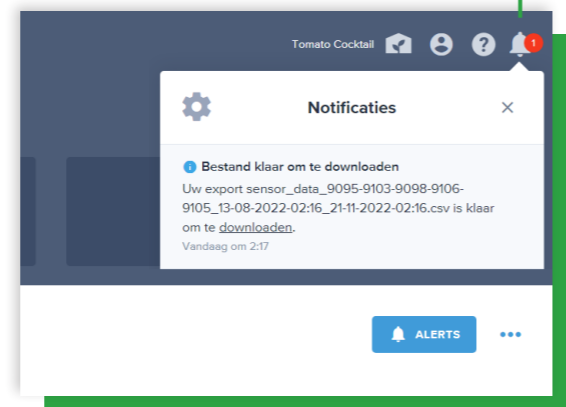 Tomato Cocktail
1
Notificaties
Bestand klaar om te downloaden
Uw export sensor_data_9095-9103-9098-9106-
9105_13-08-2022-02:16_21-11-2022-02:16.csv is klaar
om te downloaden.
Vandaag om 2:17
ALERTS